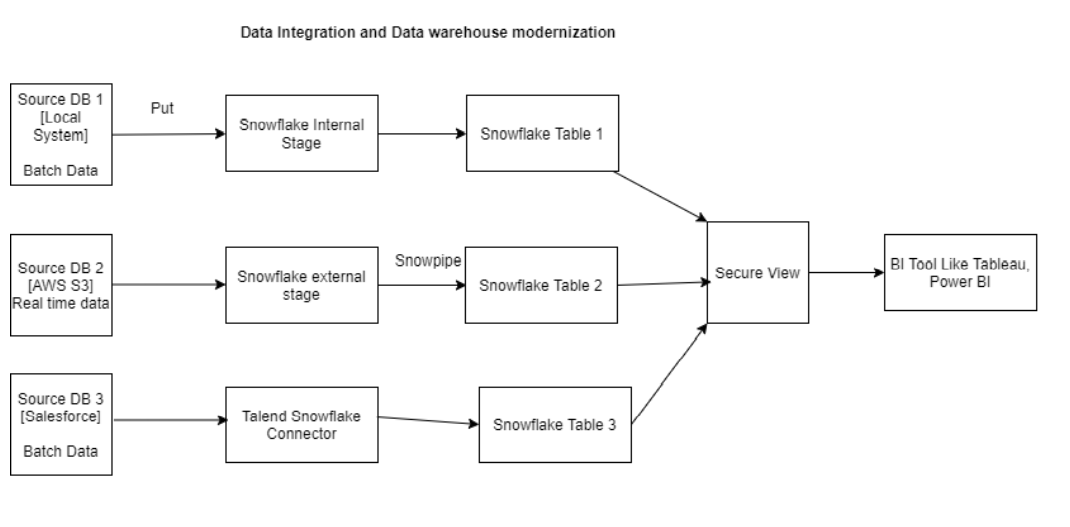 Data Integration and Data warehouse modernization
Source DB 1
[Local
System]
Batch Data
Put
Snowflake Internal
Stage
Snowflake Table 1
Source DB 2
[AWS S3]
Real time data
Snowflake external
stage
Snowpipe
Snowflake Table 2
Secure View
BI Tool Like Tableau,
Power BI
Source DB 3
[Salesforce]
Batch Data
Talend Snowflake
Connector
Snowflake Table 3